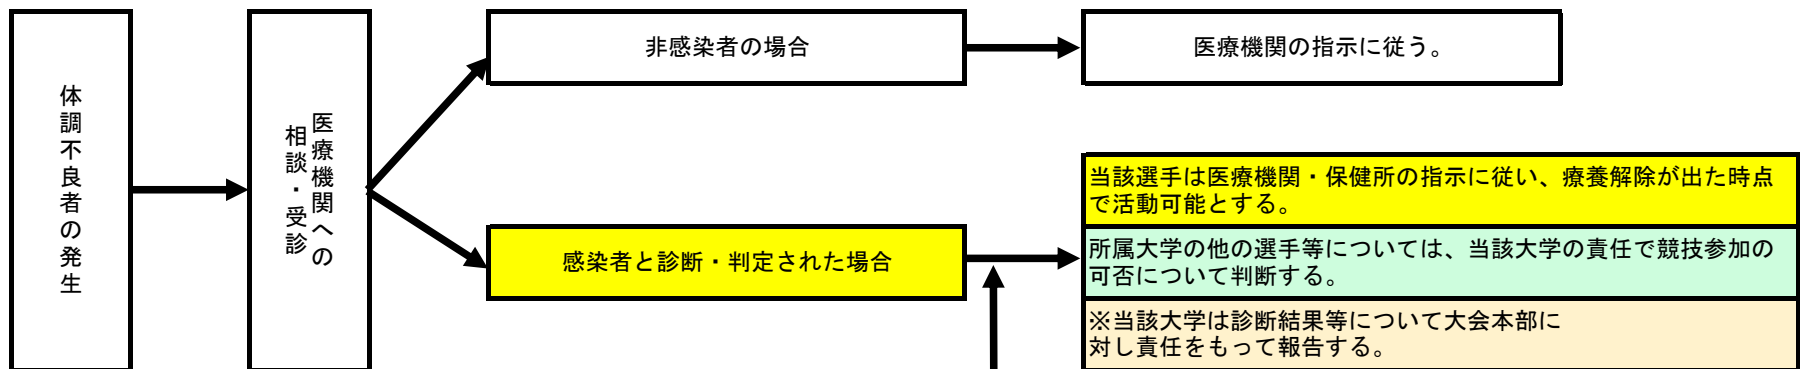 体調不良者の発生
医療機関への
相談・受診
非感染者の場合
医療機関の指示に従う。
感染者と診断・判定された場合
当該選手は医療機関・保健所の指示に従い、療養解除が出た時点
で活動可能とする。
所属大学の他の選手等については、当該大学の責任で競技参加の
可否について判断する。
※当該大学は診断結果等について大会本部に
対し責任をもって報告する。